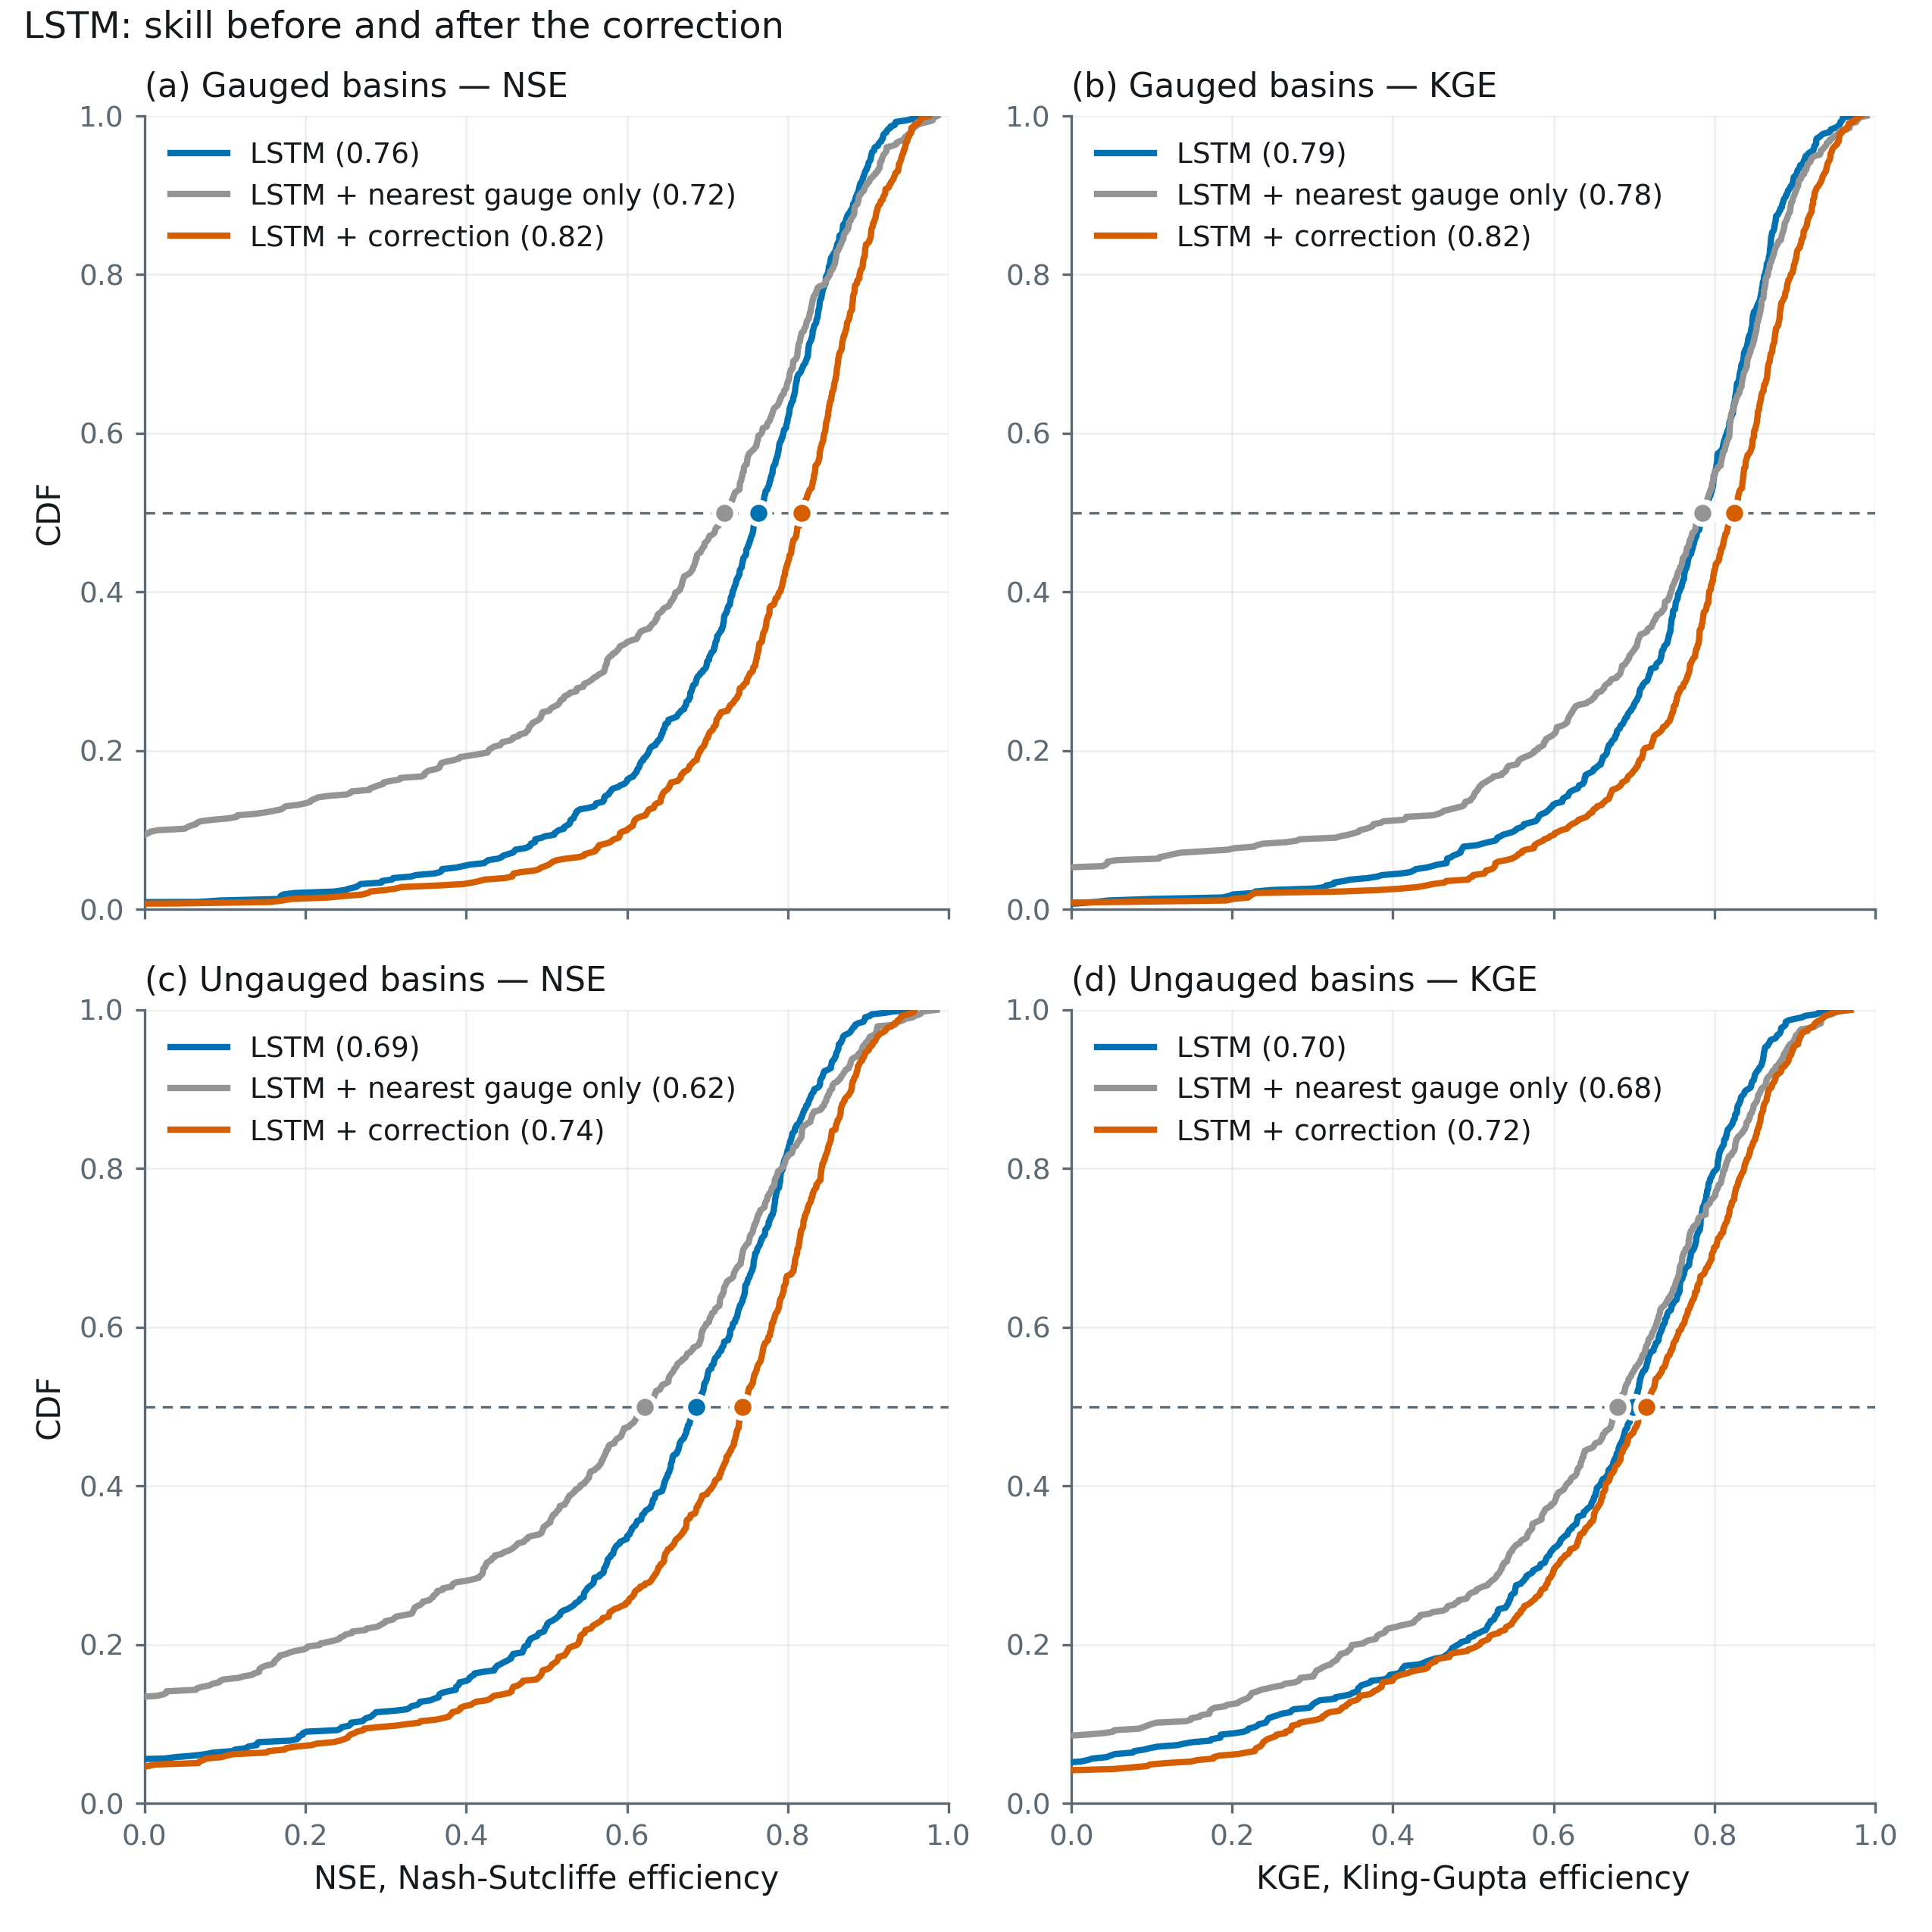 LSTM: skill before and after the correction
(a) Gauged basins — NSE
1.0
0.8
0.6
0.4
0.2
0.0
CDF
LSTM (0.76)
LSTM + nearest gauge only (0.72)
LSTM + correction (0.82)
(b) Gauged basins — KGE
1.0
0.8
0.6
0.4
0.2
0.0
LSTM (0.79)
LSTM + nearest gauge only (0.78)
LSTM + correction (0.82)
(c) Ungauged basins — NSE
1.0
0.8
0.6
0.4
0.2
0.0
CDF
LSTM (0.69)
LSTM + nearest gauge only (0.62)
LSTM + correction (0.74)
0.0 0.2 0.4 0.6 0.8 1.0
NSE, Nash-Sutcliffe efficiency
(d) Ungauged basins — KGE
1.0
0.8
0.6
0.4
0.2
0.0
LSTM (0.70)
LSTM + nearest gauge only (0.68)
LSTM + correction (0.72)
0.0 0.2 0.4 0.6 0.8 1.0
KGE, Kling-Gupta efficiency